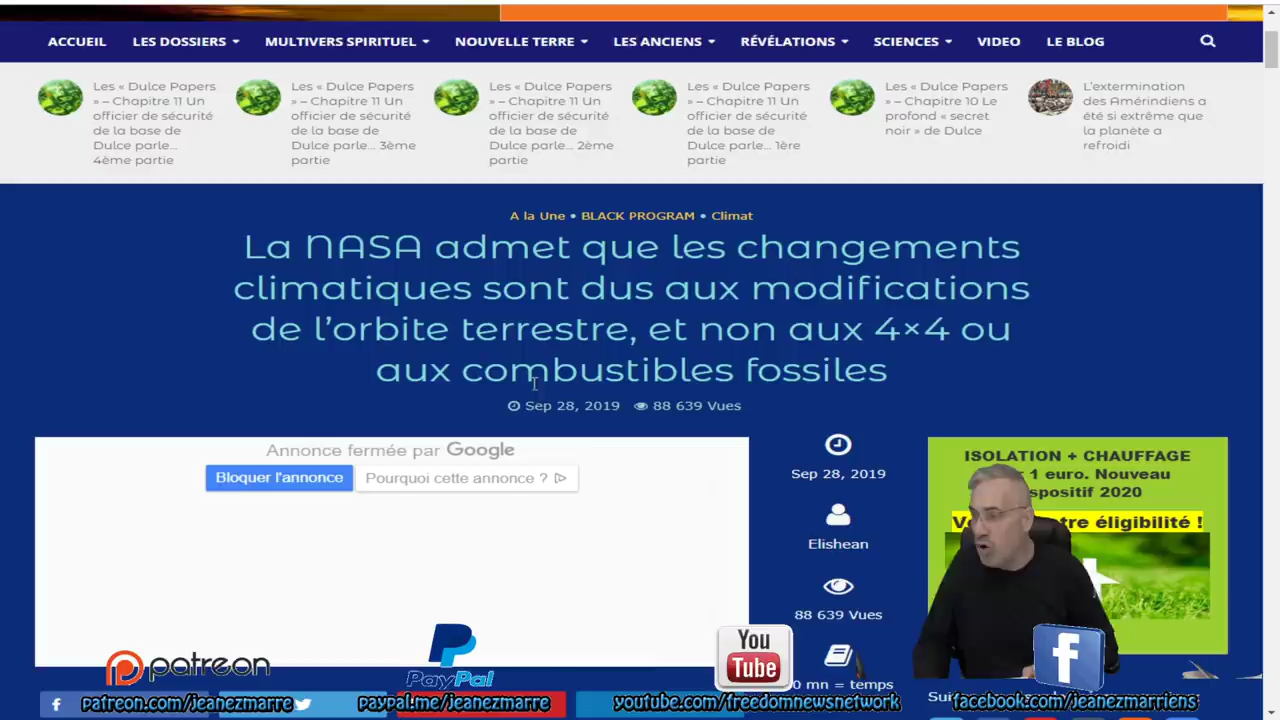 ACCUEIL LES DOSSIERS MULTIVERS SPIRITUEL NOUVELLE TERRE LES ANCIENS RÉVÉLATIONS SCIENCES VIDEO LE BLOG
Les « Dulce Papers
» – Chapitre 11 Un
officier de sécurité
de la base de
Dulce parle… 4ème
partie
Les « Dulce Papers
» – Chapitre 11 Un
officier de sécurité
de la base de
Dulce parle… 3ème
partie
Les « Dulce Papers
» – Chapitre 11 Un
officier de sécurité
de la base de
Dulce parle… 2ème
partie
Les « Dulce Papers
» – Chapitre 11 Un
officier de sécurité
de la base de
Dulce parle… 1ère
partie
Les « Dulce Papers
» – Chapitre 10 Le
profond « secret
noir » de Dulce
L’extermination
des Amérindiens a
été si extrême que
la planète a
refroidi
A la Une • BLACK PROGRAM • Climat
La NASA admet que les changements
climatiques sont dus aux modifications
de l’orbite terrestre, et non aux 4×4 ou
aux combustibles fossiles
Sep 28, 2019 88 639 Vues
Annonce fermée par Google
Bloquer l’annonce Pourquoi cette annonce ?
Sep 28, 2019
Elishean
88 639 Vues
mn = temps
ISOLATION + CHAUFFAGE
1 euro. Nouveau
2020
éligibilité !
patreon
PayPal
You
Tube
patreon.com/jeanezmarre
paypal.me/jeanezmarre
youtube.com/freedomnewsnetwork
facebook.com/jeanezmarriens